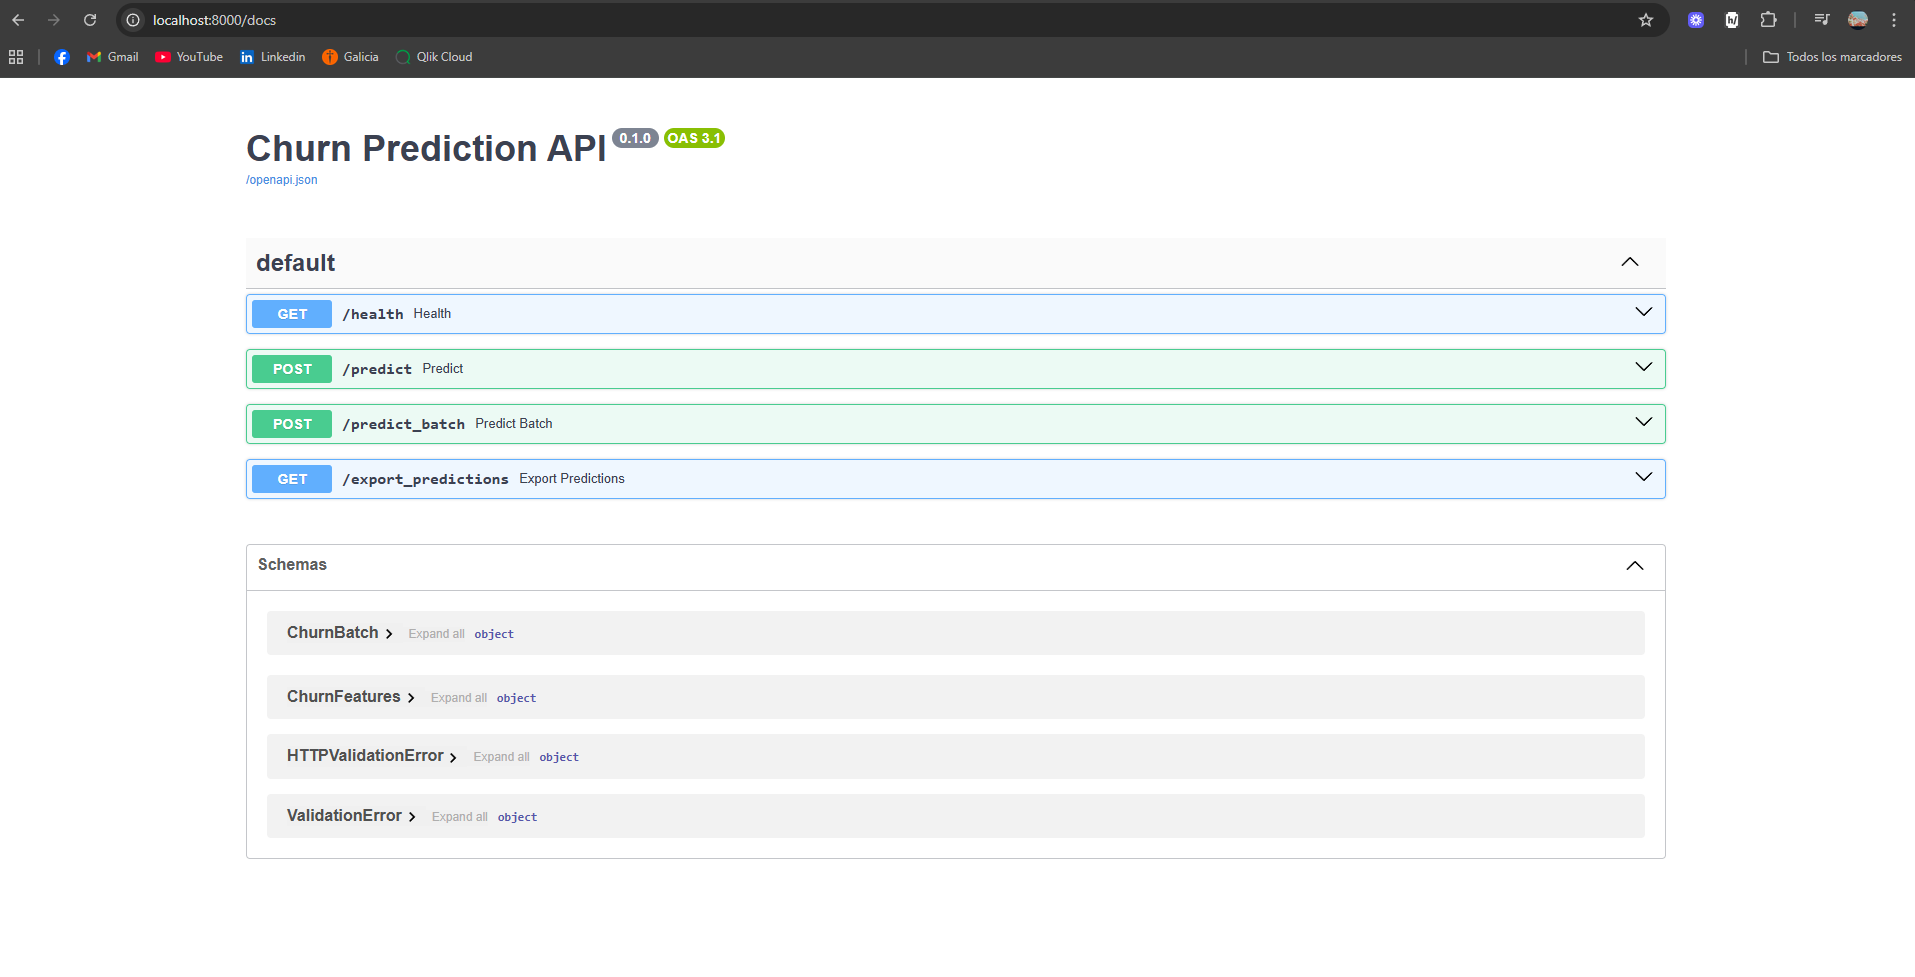 localhost:8000/docs
Gmail YouTube Linkedin Galicia Qlik Cloud Todos los marcadores
Churn Prediction API 0.1.0 OAS 3.1
/openapi.json
default
GET /health Health
POST /predict Predict
POST /predict_batch Predict Batch
GET /export_predictions Export Predictions
Schemas
ChurnBatch Expand all object
ChurnFeatures Expand all object
HTTPValidationError Expand all object
ValidationError Expand all object